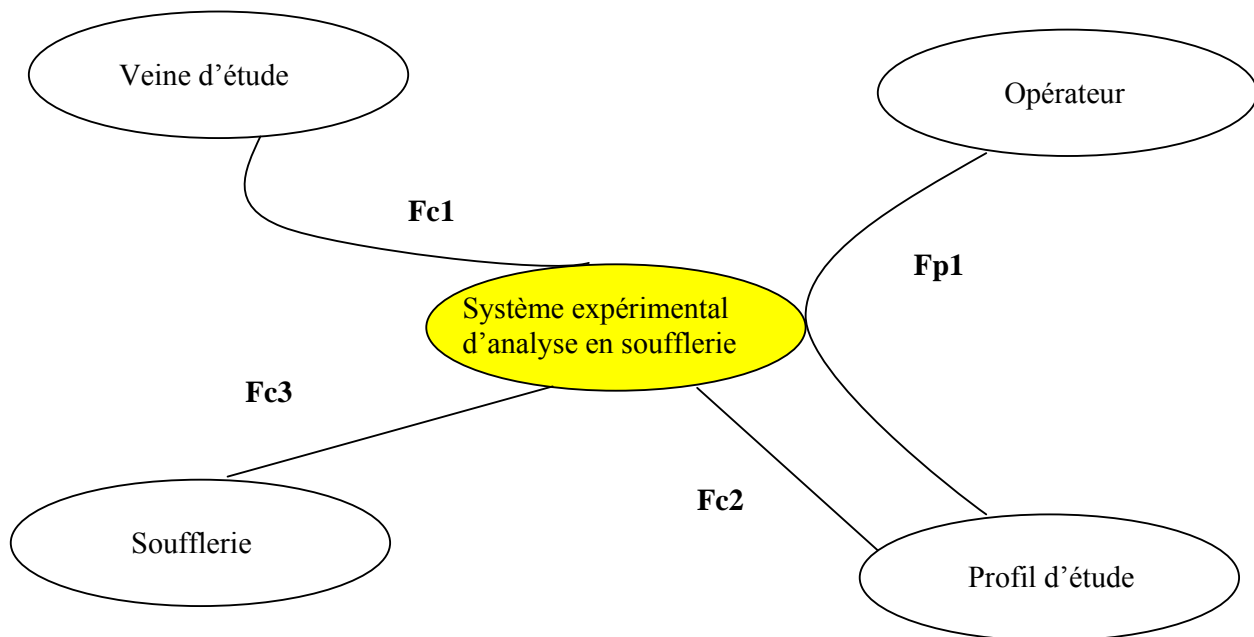 Veine d’étude
Opérateur
Fc1
Fp1
Système expérimental
d’analyse en soufflerie
Fc3
Fc2
Soufflerie
Profil d’étude